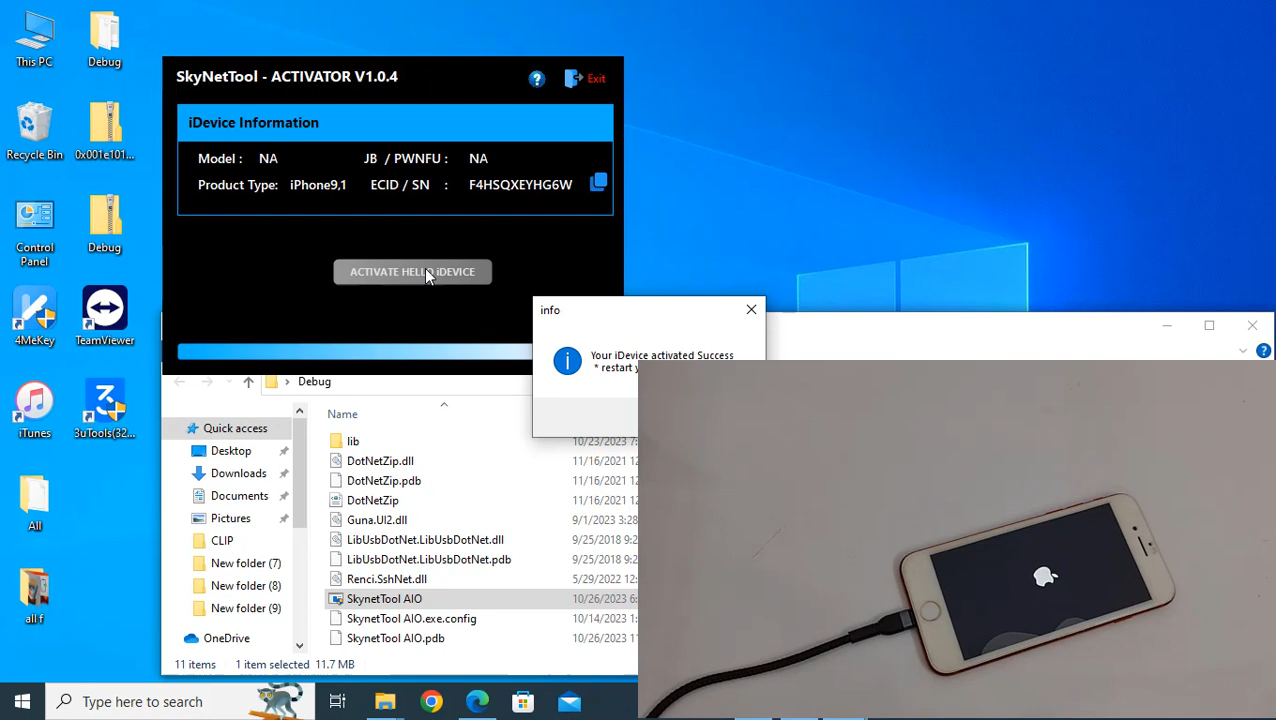 This PC
Debug
Recycle Bin
0x001e101...
Control
Panel
Debug
4MeKey
TeamViewer
iTunes
3uTools(32...
All
all f
SkyNetTool - ACTIVATOR V1.0.4
?
Exit
iDevice Information
Model : NA
JB / PWNFU : NA
Product Type: iPhone9,1
ECID / SN : F4HSQXEYHG6W
ACTIVATE HELLO iDEVICE
info
Your iDevice activated Success
* restart
Debug
Name
Quick access
Desktop
Downloads
Documents
Pictures
CLIP
New folder (7)
New folder (8)
New folder (9)
OneDrive
lib 10/23/2023 7:
DotNetZip.dll 11/16/2021 12
DotNetZip.pdb 11/16/2021 12
DotNetZip 11/16/2021 12
Guna.UI2.dll 9/1/2023 3:28
LibUsbDotNet.LibUsbDotNet.dll 9/25/2018 9:2
LibUsbDotNet.LibUsbDotNet.pdb 9/25/2018 9:2
Renci.SshNet.dll 5/29/2022 12:
SkynetTool AIO 10/26/2023 6:
SkynetTool AIO.exe.config 10/14/2023 1:
SkynetTool AIO.pdb 10/26/2023
11 items 1 item selected 11.7 MB
Type here to search